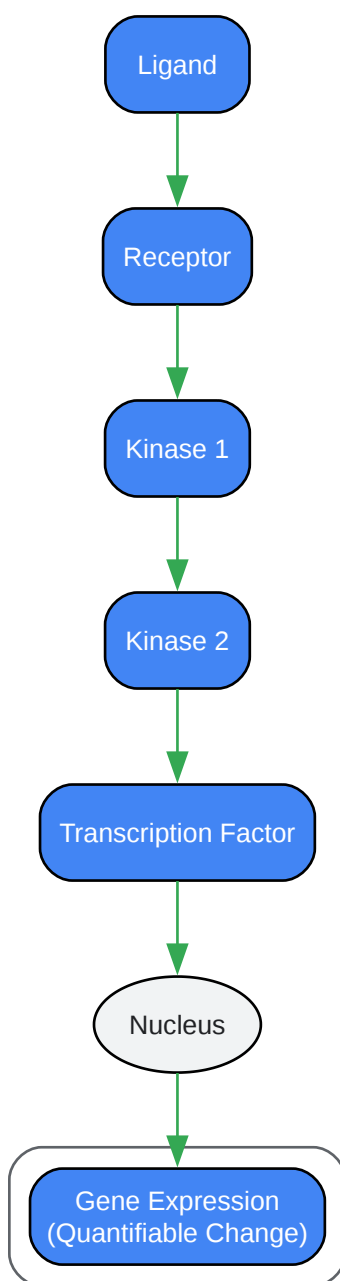 Ligand
Receptor
Kinase 1
Kinase 2
Transcription Factor
Nucleus
Gene Expression
(Quantifiable Change)